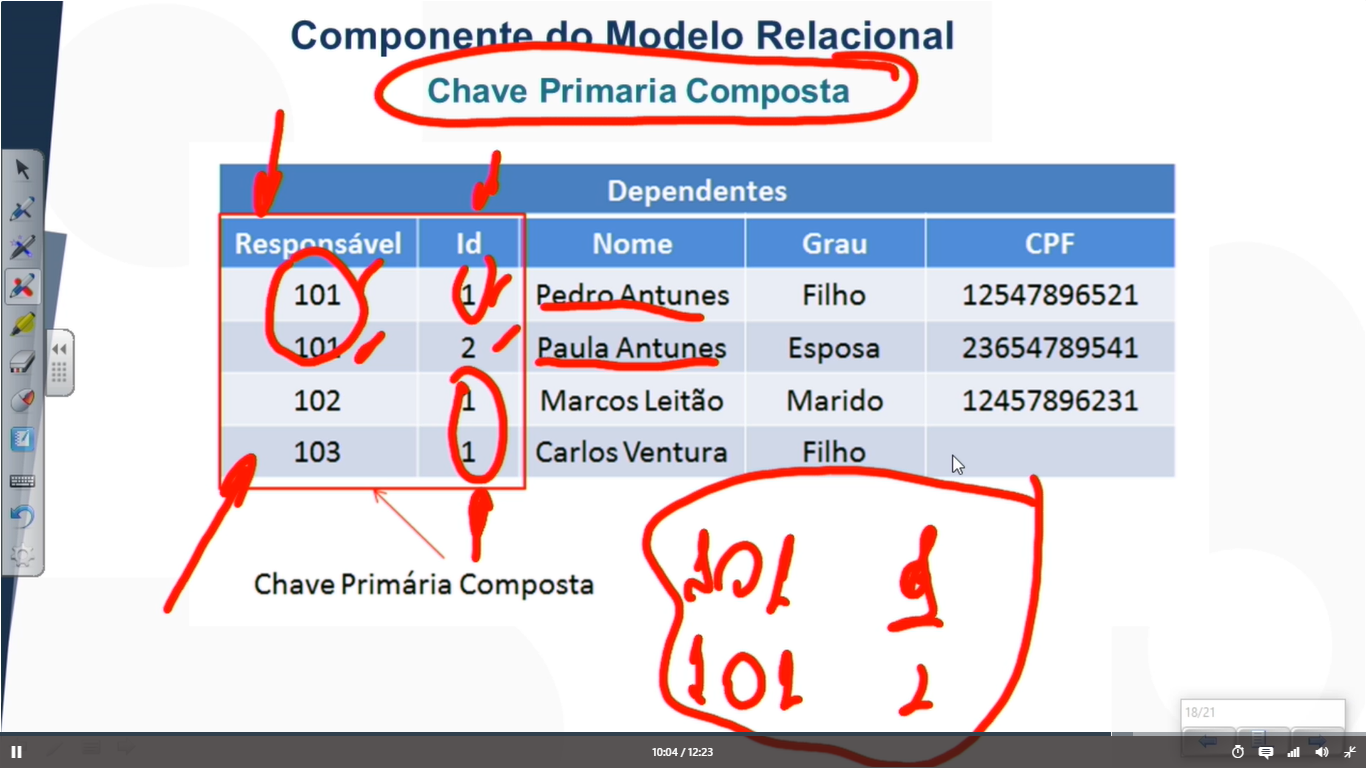 Componente do Modelo Relacional
Chave Primaria Composta
Dependentes
Responsável Id Nome Grau CPF
101 1 Pedro Antunes Filho 12547896521
101 2 Paula Antunes Esposa 23654789541
102 1 Marcos Leitão Marido 12457896231
103 1 Carlos Ventura Filho
Chave Primária Composta
101
101 2
18/21
10:04 / 12:23